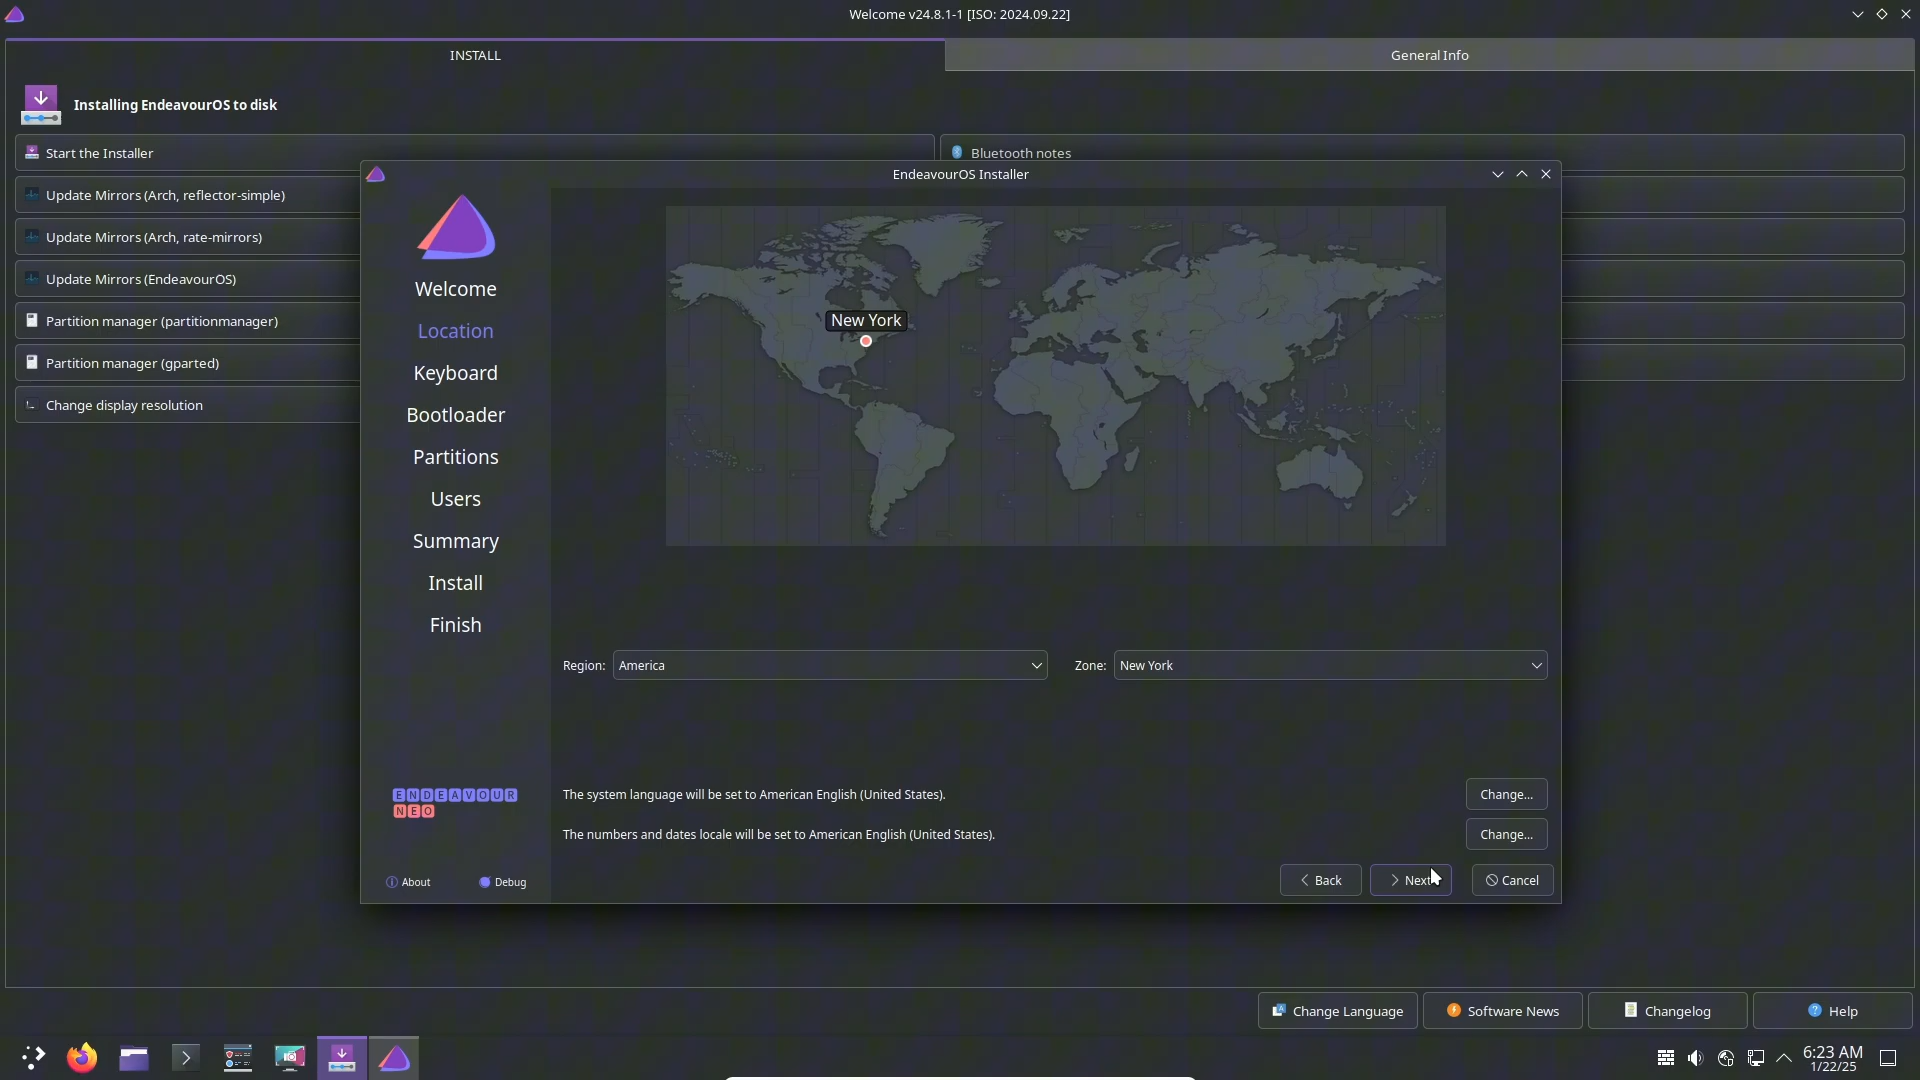 Welcome v24.8.1-1 [ISO: 2024.09.22]
INSTALL
General Info
Installing EndeavourOS to disk
Start the Installer
Bluetooth notes
Update Mirrors (Arch, reflector-simple)
Update Mirrors (Arch, rate-mirrors)
Update Mirrors (EndeavourOS)
Partition manager (partitionmanager)
Partition manager (gparted)
Change display resolution
EndeavourOS Installer
Welcome
Location
Keyboard
Bootloader
Partitions
Users
Summary
Install
Finish
ENDEAVOUR
NEO
About
Debug
New York
Region:
America
Zone:
New York
The system language will be set to American English (United States).
Change...
The numbers and dates locale will be set to American English (United States).
Change...
Back
Next
Cancel
Change Language
Software News
Changelog
Help
6:23 AM
1/22/25